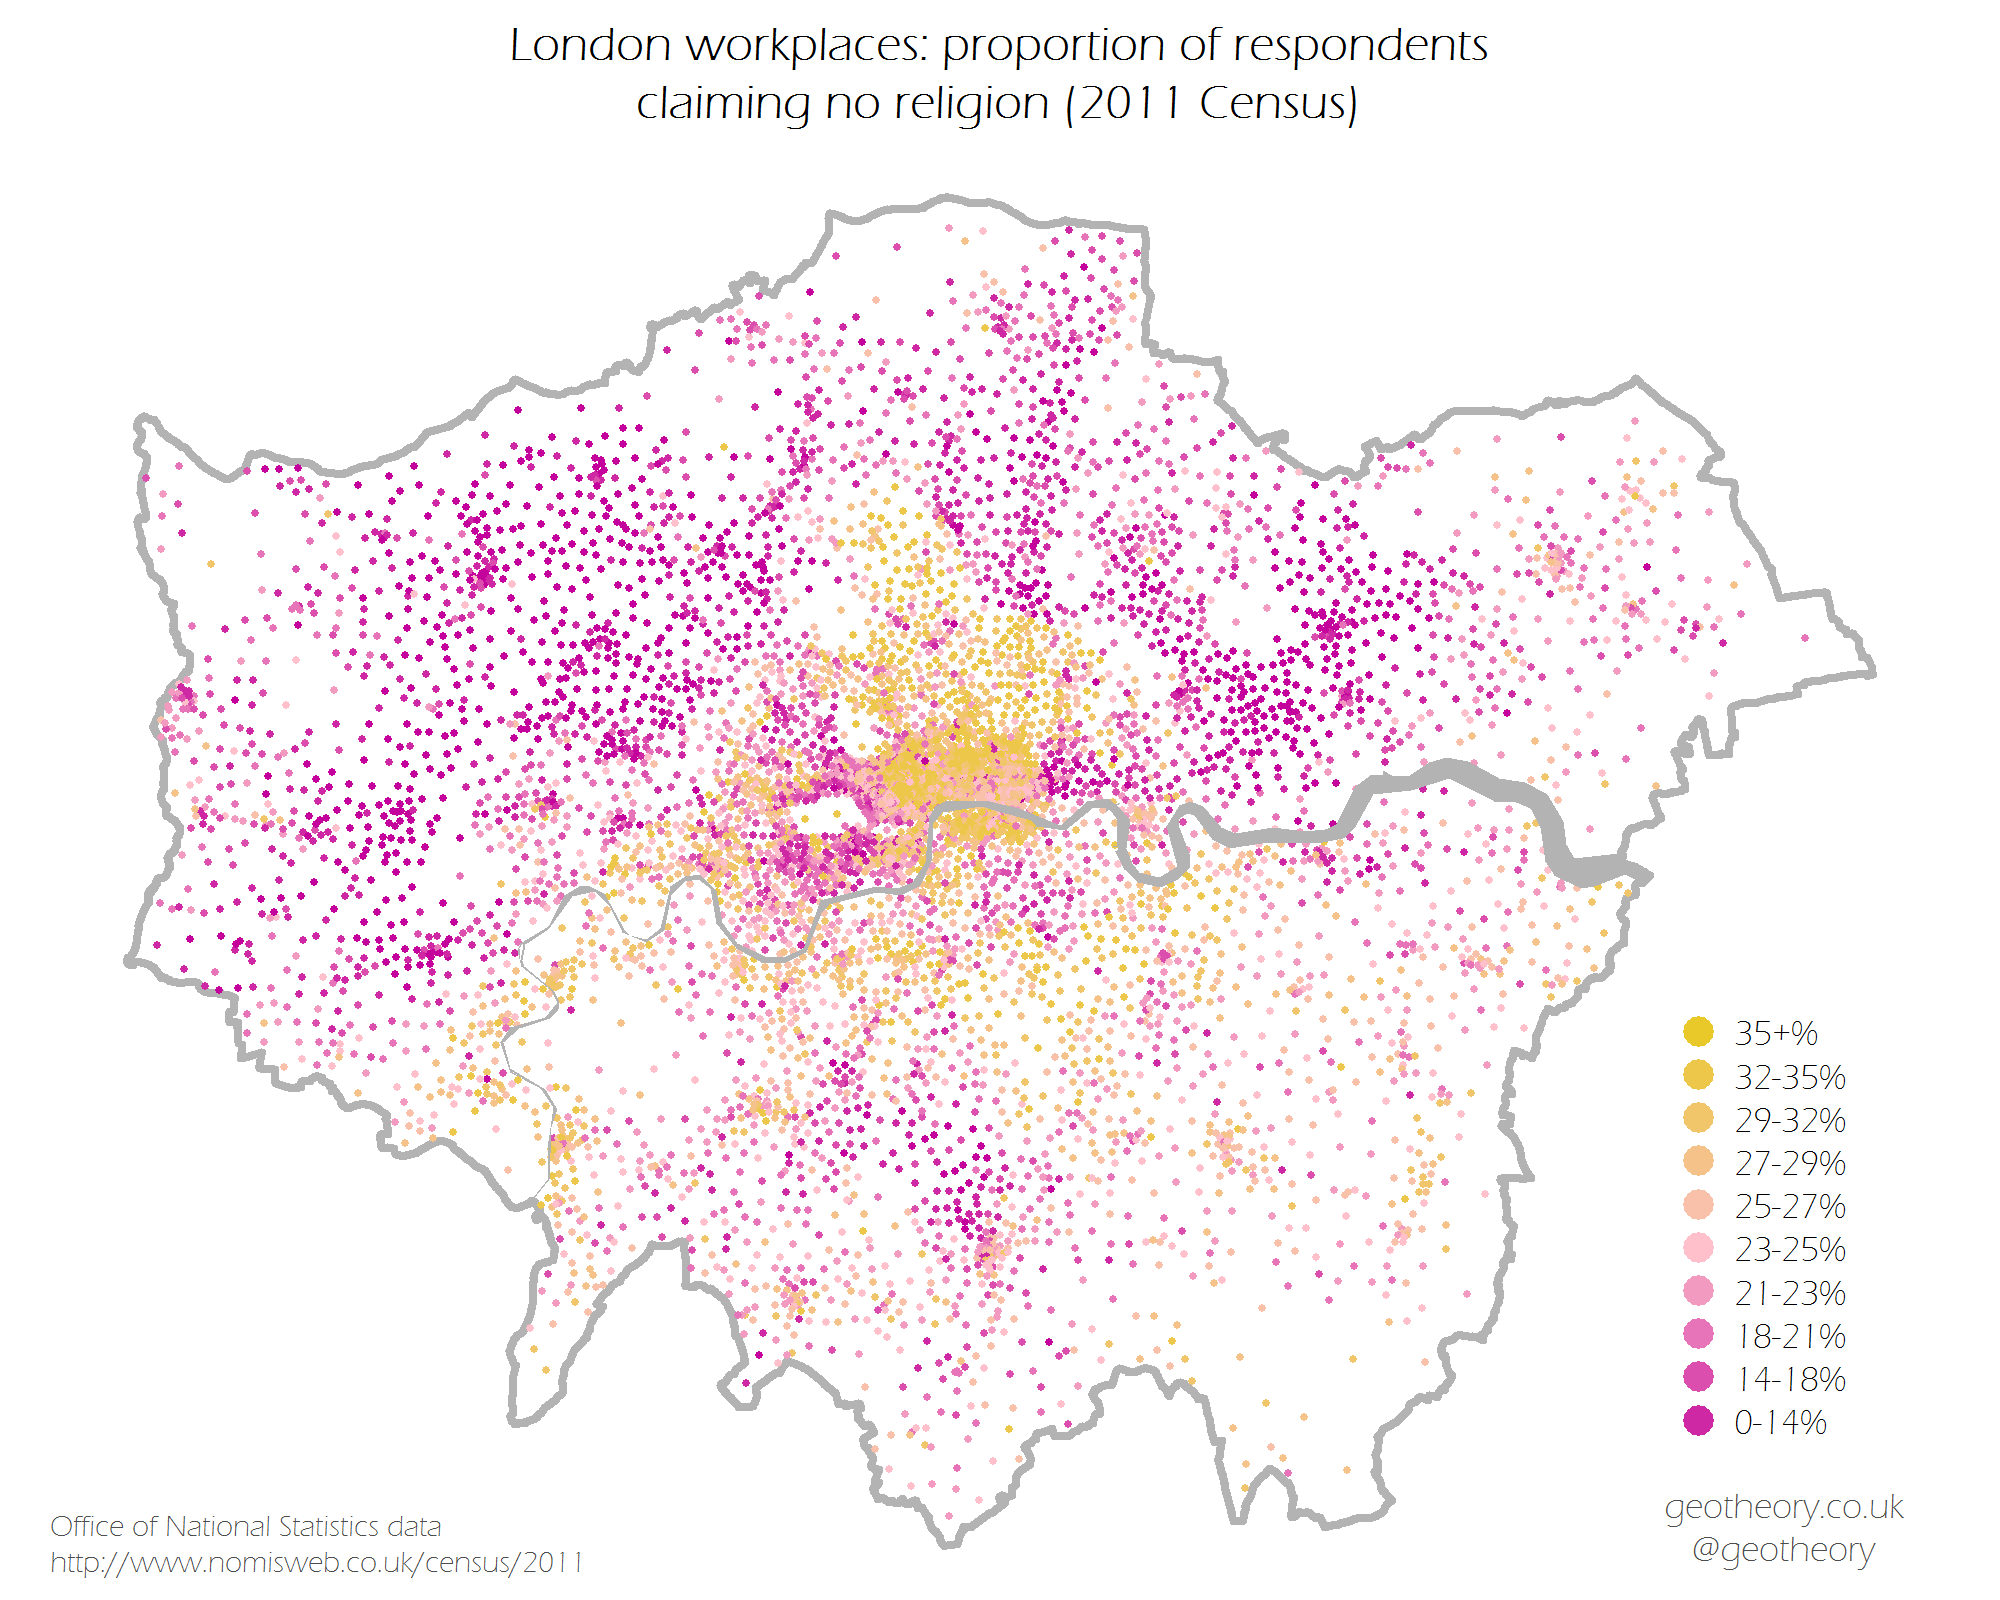 London workplaces: proportion of respondents
claiming no religion (2011 Census)
35+%
32-35%
29-32%
27-29%
25-27%
23-25%
21-23%
18-21%
14-18%
0-14%
Office of National Statistics data
http://www.nomisweb.co.uk/census/2011
geotheory.co.uk
@geotheory